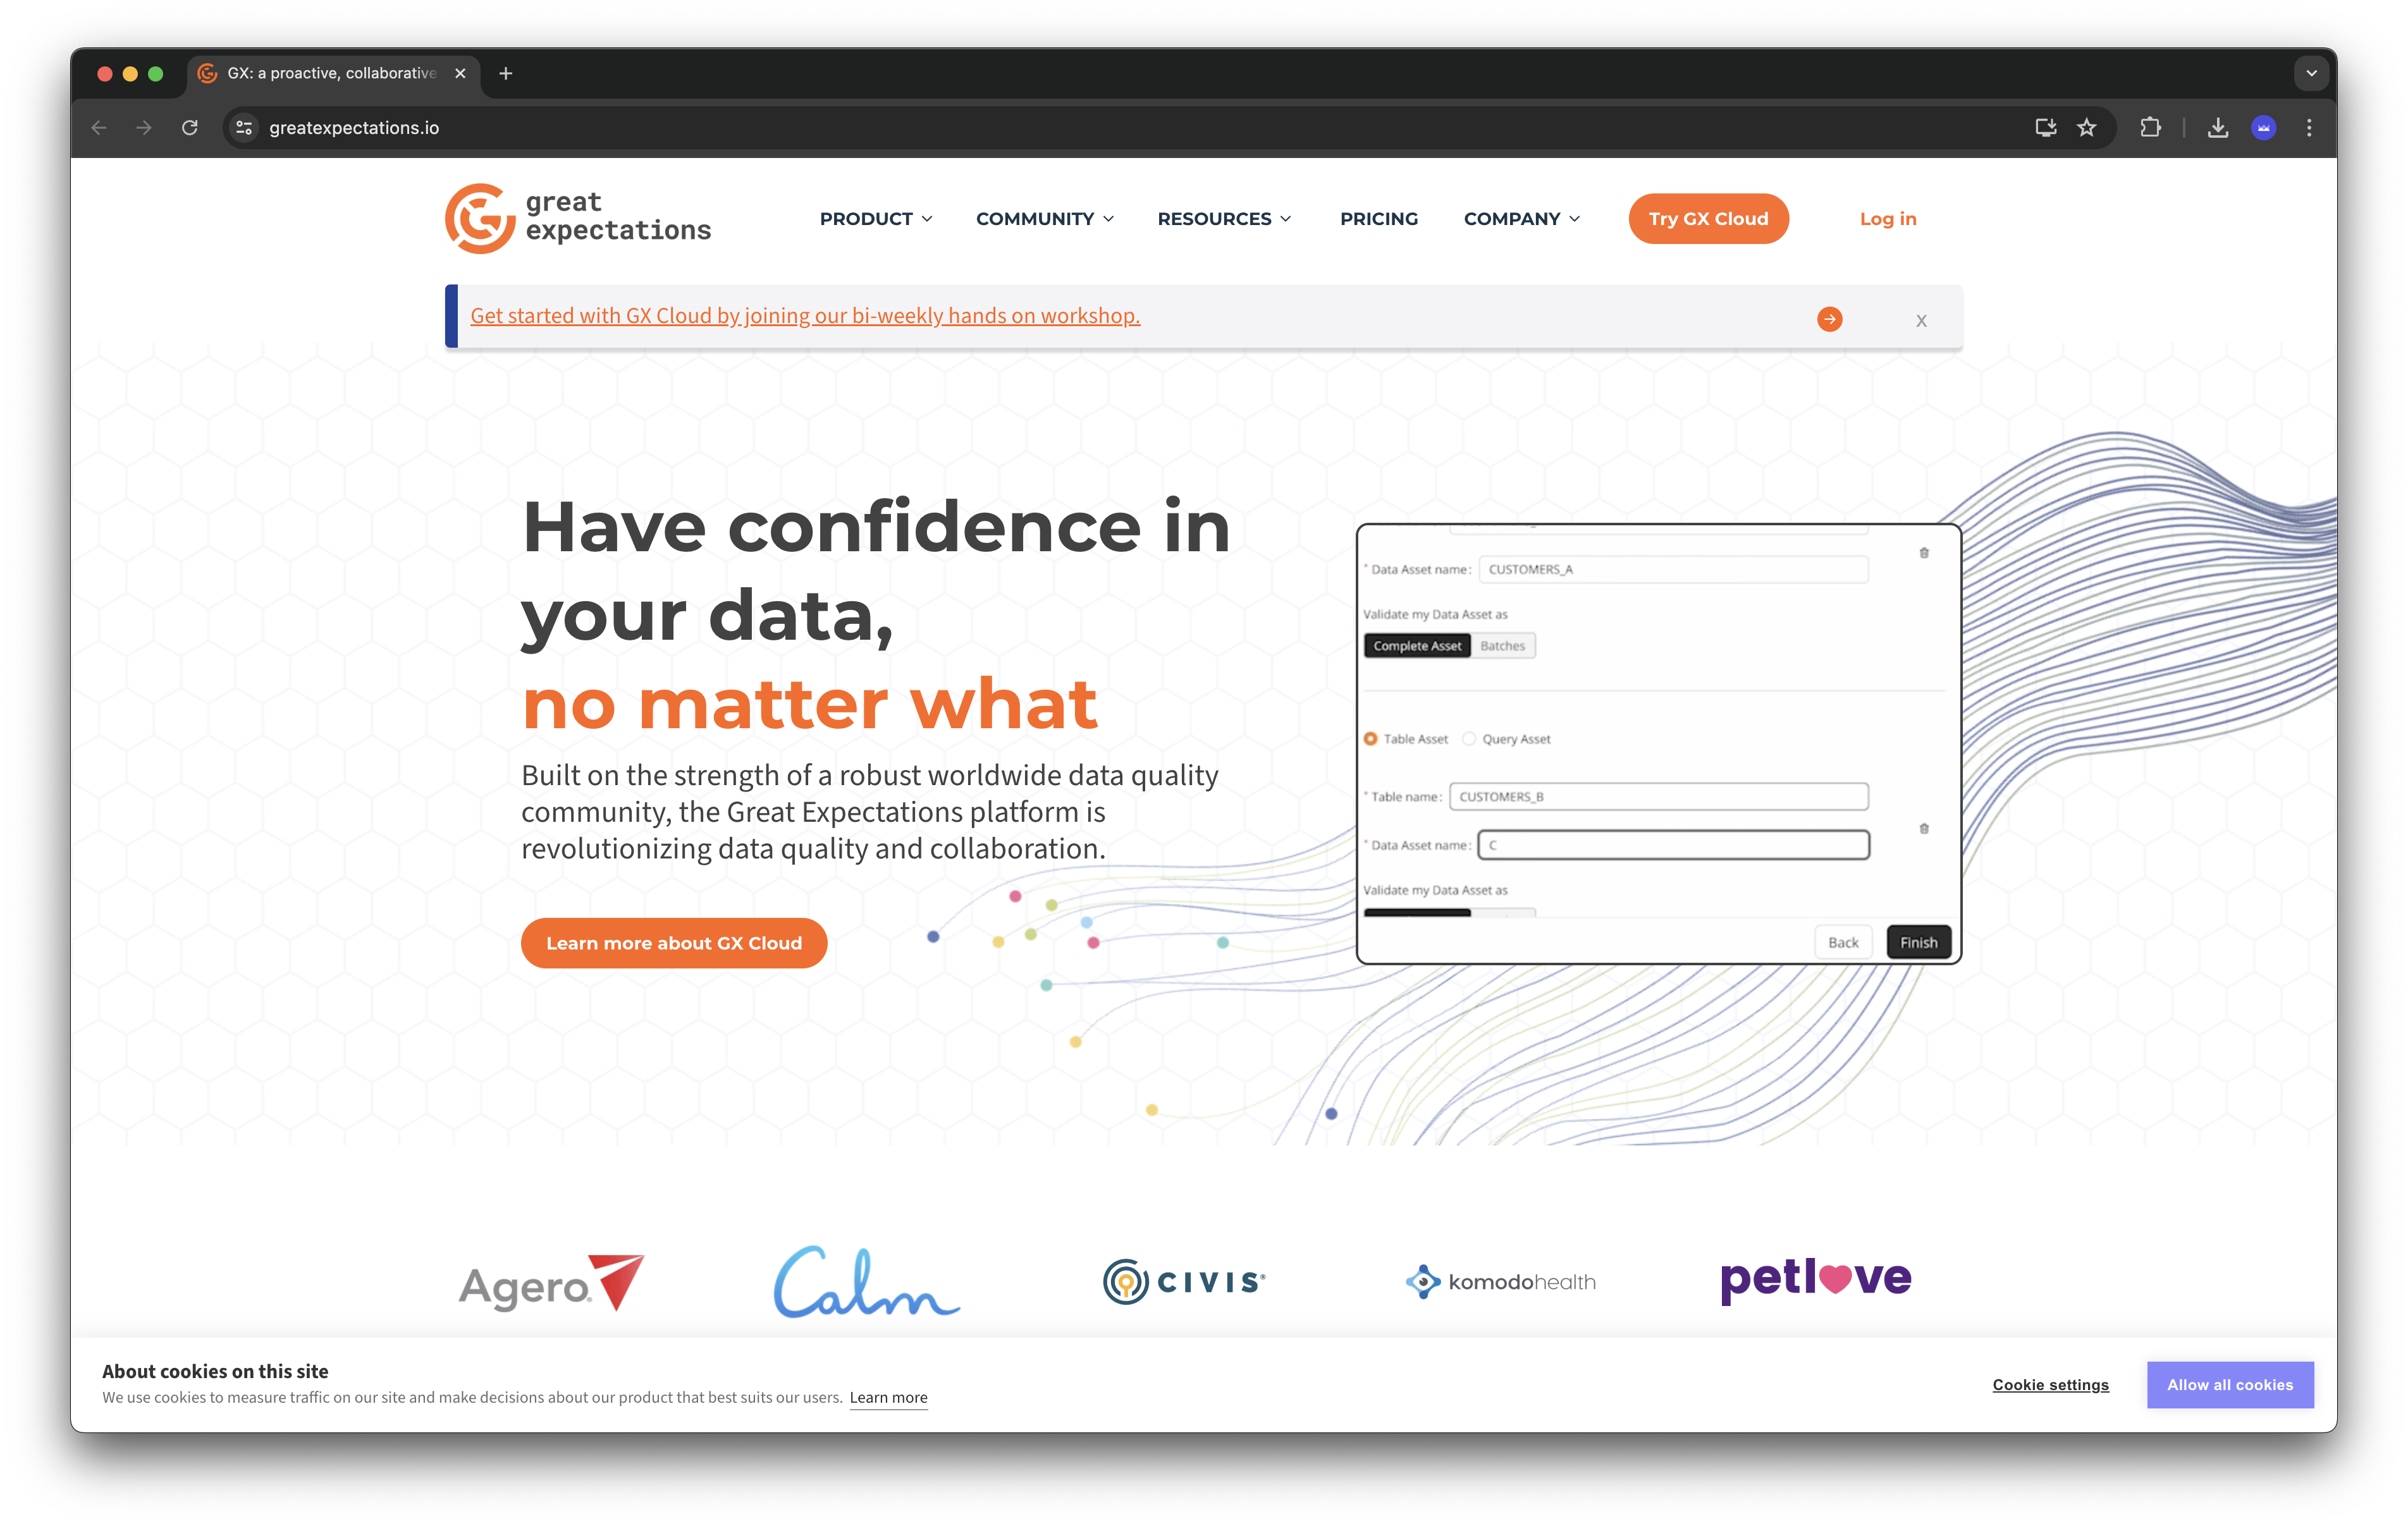 GX: a proactive, collaborative
greatexpectations.io
great
expectations
PRODUCT
COMMUNITY
RESOURCES
PRICING
COMPANY
Try GX Cloud
Log in
Get started with GX Cloud by joining our bi-weekly hands on workshop.
x
Have confidence in
your data,
no matter what
Built on the strength of a robust worldwide data quality
community, the Great Expectations platform is
revolutionizing data quality and collaboration.
Learn more about GX Cloud
* Data Asset name: CUSTOMERS_A
Validate my Data Asset as
Complete Asset Batches
Table Asset Query Asset
* Table name: CUSTOMERS_B
* Data Asset name: C
Validate my Data Asset as
Back Finish
Agero
Calm
CIVIS®
komodohealth
petlove
About cookies on this site
We use cookies to measure traffic on our site and make decisions about our product that best suits our users. Learn more
Cookie settings
Allow all cookies